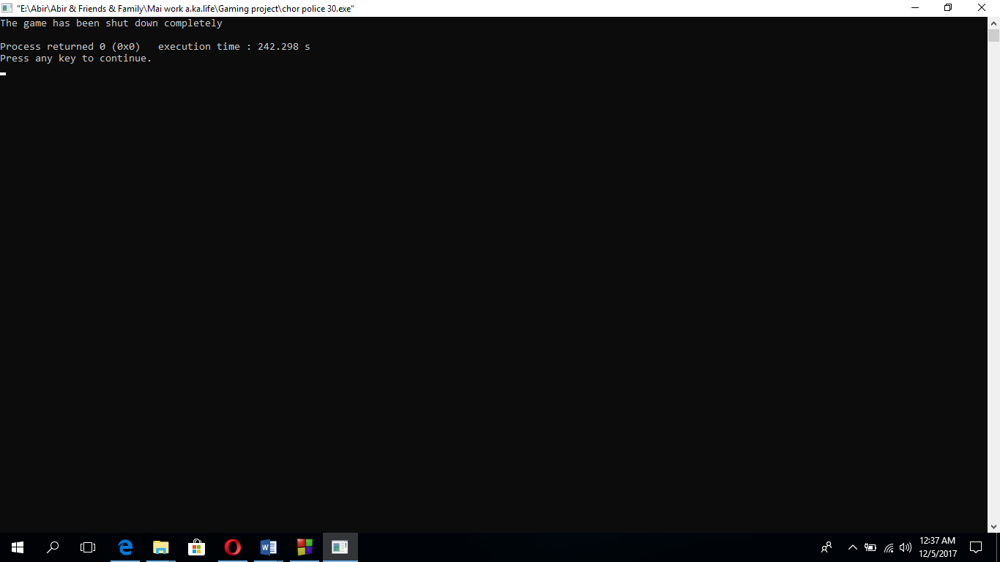 "E:\Abir\Abir & Friends & Family\Mai work a.ka.life\Gaming project\chor police 30.exe"
The game has been shut down completely
Process returned 0 (0x0)   execution time : 242.298 s
Press any key to continue.
12:37 AM
12/5/2017